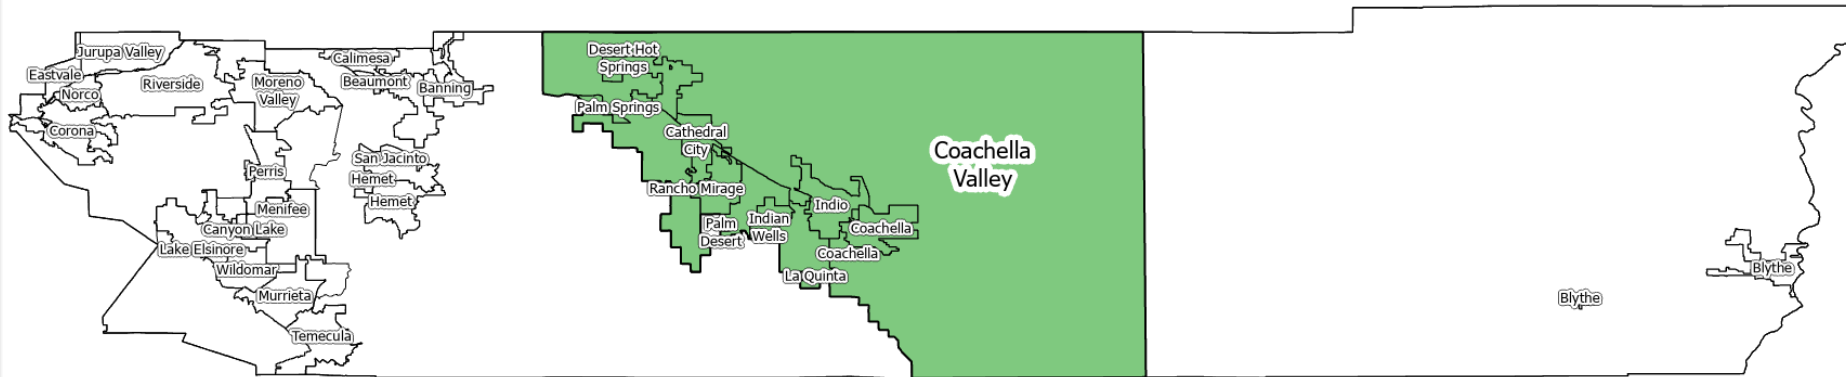 Jurupa Valley
Eastvale
Norco
Riverside
Corona
Moreno
Valley
Calimesa
Beaumont
Banning
Perris
San Jacinto
Hemet
Hemet
Menifee
Canyon Lake
Lake Elsinore
Wildomar
Murrieta
Temecula
Desert Hot
Springs
Palm Springs
Cathedral
City
Rancho Mirage
Palm
Desert
Indian
Wells
Indio
Coachella
Coachella
La Quinta
Coachella
Valley
Blythe
Blythe